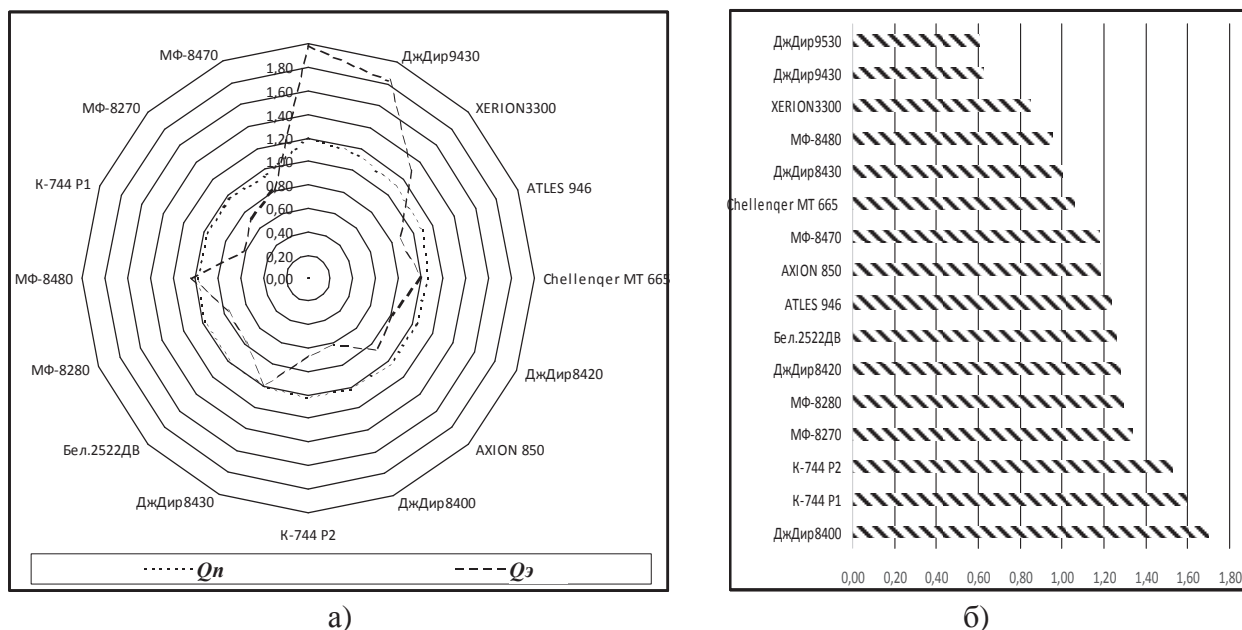 МФ-8470
ДжДир9430
МФ-8270
XERION3300
К-744 Р1
ATLES 946
МФ-8480
Chellenqer MT 665
МФ-8280
ДжДир8420
Бел.2522ДВ
AXION 850
ДжДир8430
ДжДир8400
К-744 Р2
1,80
1,60
1,40
1,20
1,00
0,80
0,60
0,40
0,20
0,00
Qп
Qэ
а)
ДжДир9530
ДжДир9430
XERION3300
МФ-8480
ДжДир8430
Chellenqer MT 665
МФ-8470
AXION 850
ATLES 946
Бел.2522ДВ
ДжДир8420
МФ-8280
МФ-8270
К-744 Р2
К-744 Р1
ДжДир8400
0,00 0,20 0,40 0,60 0,80 1,00 1,20 1,40 1,60 1,80
б)